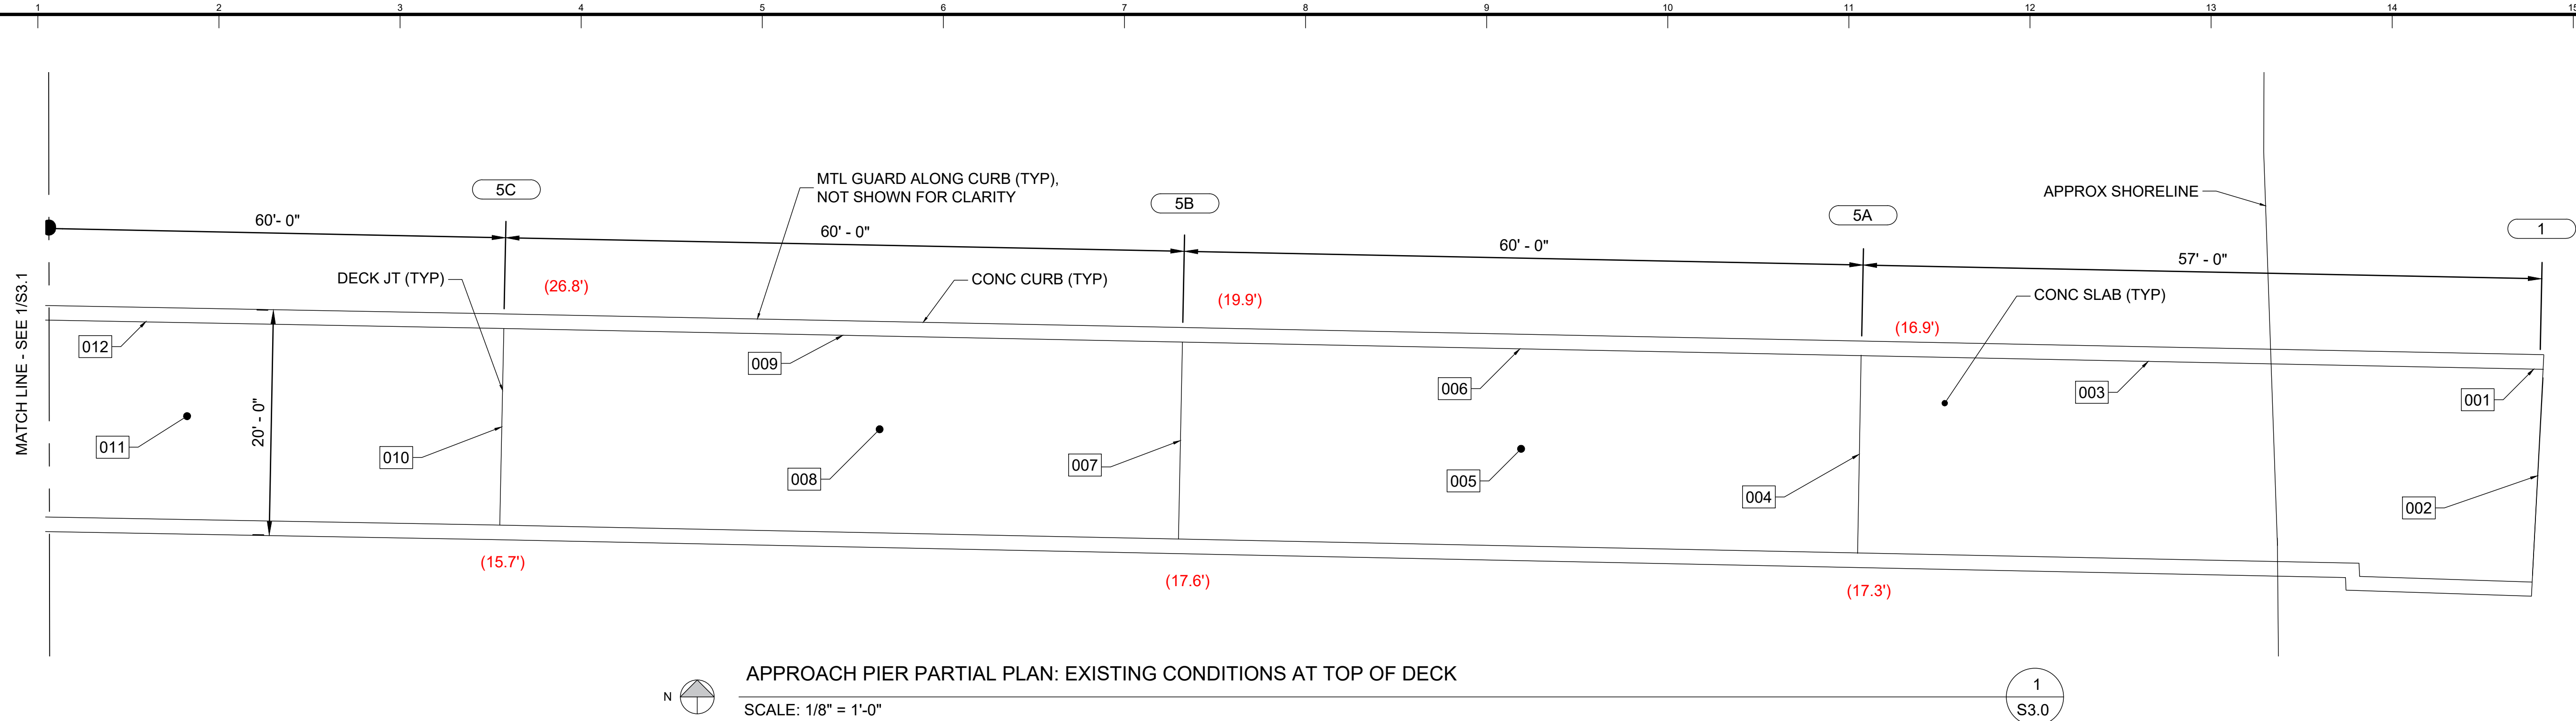 1 2 3 4 5 6 7 8 9 10 11 12 13 14 15
MTL GUARD ALONG CURB (TYP),
NOT SHOWN FOR CLARITY
5C
5B
5A
1
APPROX SHORELINE
60'- 0"
60' - 0"
60' - 0"
57' - 0"
MATCH LINE - SEE 1/S3.1
DECK JT (TYP)
(26.8')
CONC CURB (TYP)
(19.9')
CONC SLAB (TYP)
(16.9')
012
009
006
003
001
20' - 0"
011
010
008
007
005
004
002
(15.7')
(17.6')
(17.3')
N
APPROACH PIER PARTIAL PLAN: EXISTING CONDITIONS AT TOP OF DECK
SCALE: 1/8" = 1'-0"
1
S3.0